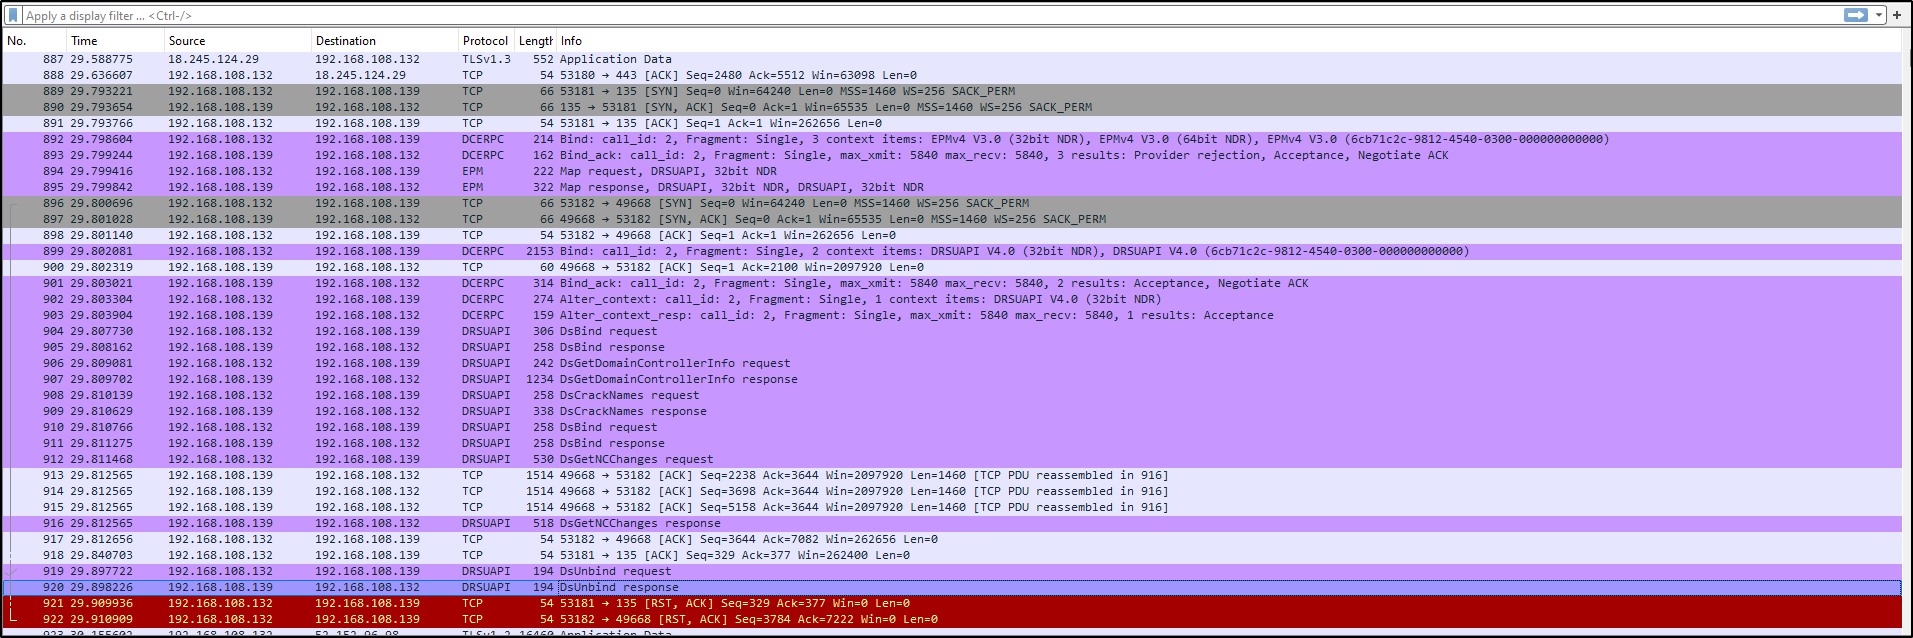 Apply a display filter ... <Ctrl-/>
No. Time Source Destination Protocol Length Info
887 29.588775 18.245.124.29 192.168.108.132 TLSv1.3 552 Application Data
888 29.636607 192.168.108.132 18.245.124.29 TCP 54 53180 → 443 [ACK] Seq=2480 Ack=5512 Win=63098 Len=0
889 29.793221 192.168.108.132 192.168.108.139 TCP 66 53181 → 135 [SYN] Seq=0 Win=64240 Len=0 MSS=1460 WS=256 SACK_PERM
890 29.793654 192.168.108.139 192.168.108.132 TCP 66 135 → 53181 [SYN, ACK] Seq=0 Ack=1 Win=65535 Len=0 MSS=1460 WS=256 SACK_PERM
891 29.793766 192.168.108.132 192.168.108.139 TCP 54 53181 → 135 [ACK] Seq=1 Ack=1 Win=262656 Len=0
892 29.798604 192.168.108.132 192.168.108.139 DCERPC 214 Bind: call_id: 2, Fragment: Single, 3 context items: EPMv4 V3.0 (32bit NDR), EPMv4 V3.0 (64bit NDR), EPMv4 V3.0 (6cb71c2c-9812-4540-0300-000000000000)
893 29.799244 192.168.108.139 192.168.108.132 DCERPC 162 Bind_ack: call_id: 2, Fragment: Single, max_xmit: 5840 max_recv: 5840, 3 results: Provider rejection, Acceptance, Negotiate ACK
894 29.799416 192.168.108.132 192.168.108.139 EPM 222 Map request, DRSUAPI, 32bit NDR
895 29.799842 192.168.108.139 192.168.108.132 EPM 322 Map response, DRSUAPI, 32bit NDR, DRSUAPI, 32bit NDR
896 29.800696 192.168.108.132 192.168.108.139 TCP 66 53182 → 49668 [SYN] Seq=0 Win=64240 Len=0 MSS=1460 WS=256 SACK_PERM
897 29.801028 192.168.108.139 192.168.108.132 TCP 66 49668 → 53182 [SYN, ACK] Seq=0 Ack=1 Win=65535 Len=0 MSS=1460 WS=256 SACK_PERM
898 29.801140 192.168.108.132 192.168.108.139 TCP 54 53182 → 49668 [ACK] Seq=1 Ack=1 Win=262656 Len=0
899 29.802081 192.168.108.132 192.168.108.139 DCERPC 2153 Bind: call_id: 2, Fragment: Single, 2 context items: DRSUAPI V4.0 (32bit NDR), DRSUAPI V4.0 (6cb71c2c-9812-4540-0300-000000000000)
900 29.802319 192.168.108.139 192.168.108.132 TCP 60 49668 → 53182 [ACK] Seq=1 Ack=2100 Win=2097920 Len=0
901 29.803021 192.168.108.139 192.168.108.132 DCERPC 314 Bind_ack: call_id: 2, Fragment: Single, max_xmit: 5840 max_recv: 5840, 2 results: Acceptance, Negotiate ACK
902 29.803304 192.168.108.132 192.168.108.139 DCERPC 274 Alter_context: call_id: 2, Fragment: Single, 1 context items: DRSUAPI V4.0 (32bit NDR)
903 29.803904 192.168.108.139 192.168.108.132 DCERPC 159 Alter_context_resp: call_id: 2, Fragment: Single, max_xmit: 5840 max_recv: 5840, 1 results: Acceptance
904 29.807730 192.168.108.132 192.168.108.139 DRSUAPI 306 DsBind request
905 29.808162 192.168.108.139 192.168.108.132 DRSUAPI 258 DsBind response
906 29.809081 192.168.108.132 192.168.108.139 DRSUAPI 242 DsGetDomainControllerInfo request
907 29.809702 192.168.108.139 192.168.108.132 DRSUAPI 1234 DsGetDomainControllerInfo response
908 29.810139 192.168.108.132 192.168.108.139 DRSUAPI 258 DsCrackNames request
909 29.810629 192.168.108.139 192.168.108.132 DRSUAPI 338 DsCrackNames response
910 29.810766 192.168.108.132 192.168.108.139 DRSUAPI 258 DsBind request
911 29.811275 192.168.108.139 192.168.108.132 DRSUAPI 258 DsBind response
912 29.811468 192.168.108.132 192.168.108.139 DRSUAPI 530 DsGetNCChanges request
913 29.812565 192.168.108.139 192.168.108.132 TCP 1514 49668 → 53182 [ACK] Seq=2238 Ack=3644 Win=2097920 Len=1460 [TCP PDU reassembled in 916]
914 29.812565 192.168.108.139 192.168.108.132 TCP 1514 49668 → 53182 [ACK] Seq=3698 Ack=3644 Win=2097920 Len=1460 [TCP PDU reassembled in 916]
915 29.812565 192.168.108.139 192.168.108.132 TCP 1514 49668 → 53182 [ACK] Seq=5158 Ack=3644 Win=2097920 Len=1460 [TCP PDU reassembled in 916]
916 29.812565 192.168.108.139 192.168.108.132 DRSUAPI 518 DsGetNCChanges response
917 29.812656 192.168.108.132 192.168.108.139 TCP 54 53182 → 49668 [ACK] Seq=3644 Ack=7082 Win=262656 Len=0
918 29.840703 192.168.108.132 192.168.108.139 TCP 54 53181 → 135 [ACK] Seq=329 Ack=377 Win=262400 Len=0
919 29.897722 192.168.108.132 192.168.108.139 DRSUAPI 194 DsUnbind request
920 29.898226 192.168.108.139 192.168.108.132 DRSUAPI 194 DsUnbind response
921 29.909936 192.168.108.132 192.168.108.139 TCP 54 53181 → 135 [RST, ACK] Seq=329 Ack=377 Win=0 Len=0
922 29.910909 192.168.108.132 192.168.108.139 TCP 54 53182 → 49668 [RST, ACK] Seq=3784 Ack=7222 Win=0 Len=0